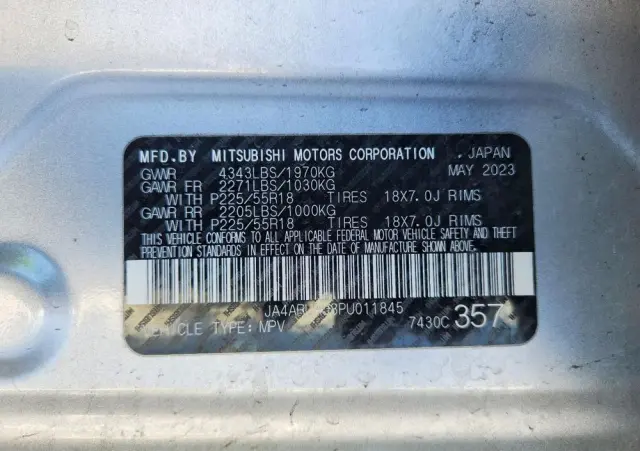 MFD.BY MITSUBISHI MOTORS CORPORATION . JAPAN
GVWR 4343LBS/1970KG MAY 2023
GAWR FR 2271LBS/1030KG
WITH P225/55R18 TIRES 18X7.0J RIMS
GAWR RR 2205LBS/1000KG
WITH P225/55R18 TIRES 18X7.0J RIMS
THIS VEHICLE CONFORMS TO ALL APPLICABLE FEDERAL MOTOR VEHICLE SAFETY AND THEFT
PREVENTION STANDARDS IN EFFECT ON THE DATE OF MANUFACTURE SHOWN ABOVE.
VEHICLE TYPE: MPV 7430C 357